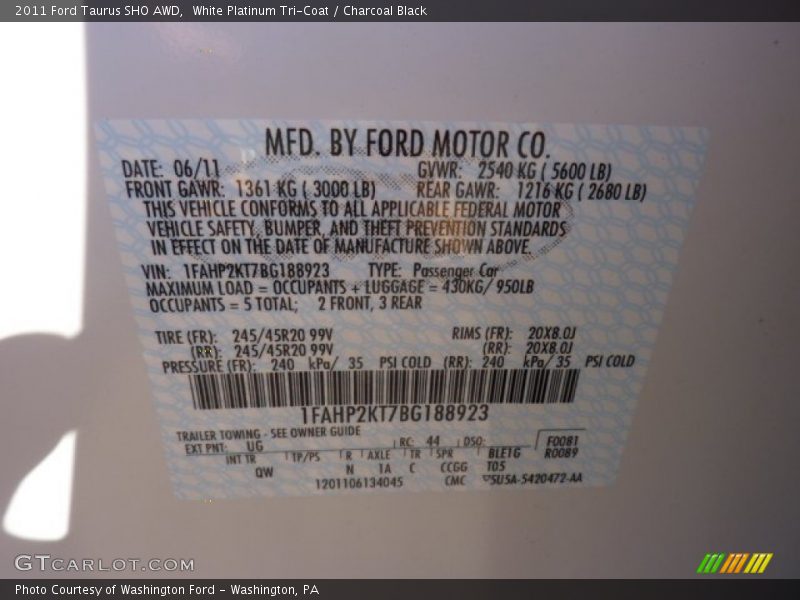 2011 Ford Taurus SHO AWD,  White Platinum Tri-Coat / Charcoal Black
MFD. BY FORD MOTOR CO.
DATE: 06/11 GVWR: 2540 KG ( 5600 LB)
FRONT GAWR: 1361 KG ( 3000 LB) REAR GAWR: 1216 KG ( 2680 LB)
THIS VEHICLE CONFORMS TO ALL APPLICABLE FEDERAL MOTOR
VEHICLE SAFETY, BUMPER, AND THEFT PREVENTION STANDARDS
IN EFFECT ON THE DATE OF MANUFACTURE SHOWN ABOVE.
VIN: 1FAHP2KT7BG188923 TYPE: Passenger Car
MAXIMUM LOAD = OCCUPANTS + LUGGAGE = 430KG/ 950LB
OCCUPANTS = 5 TOTAL; 2 FRONT, 3 REAR
TIRE (FR): 245/45R20 99V RIMS (FR): 20X8.0J
(RR): 245/45R20 99V (RR): 20X8.0J
PRESSURE (FR): 240 kPa/ 35 PSI COLD (RR): 240 kPa/ 35 PSI COLD
1FAHP2KT7BG188923
TRAILER TOWING - SEE OWNER GUIDE
EXT PNT: UG RC: 44 DSO: F0081
INT TR TP/PS R AXLE TR SPR BLE1G R0089
QW N 1A C CCGG T05
1201106134045 CMC 5U5A-5420472-AA
GTCARLOT.COM
Photo Courtesy of Washington Ford - Washington, PA